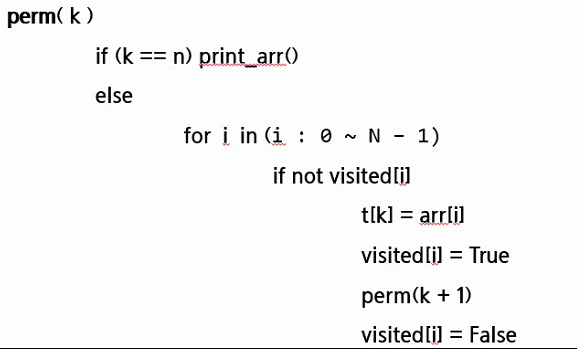 perm( k )
if (k == n) print_arr()
else
for i in (i : 0 ~ N - 1)
if not visited[i]
t[k] = arr[i]
visited[i] = True
perm(k + 1)
visited[i] = False